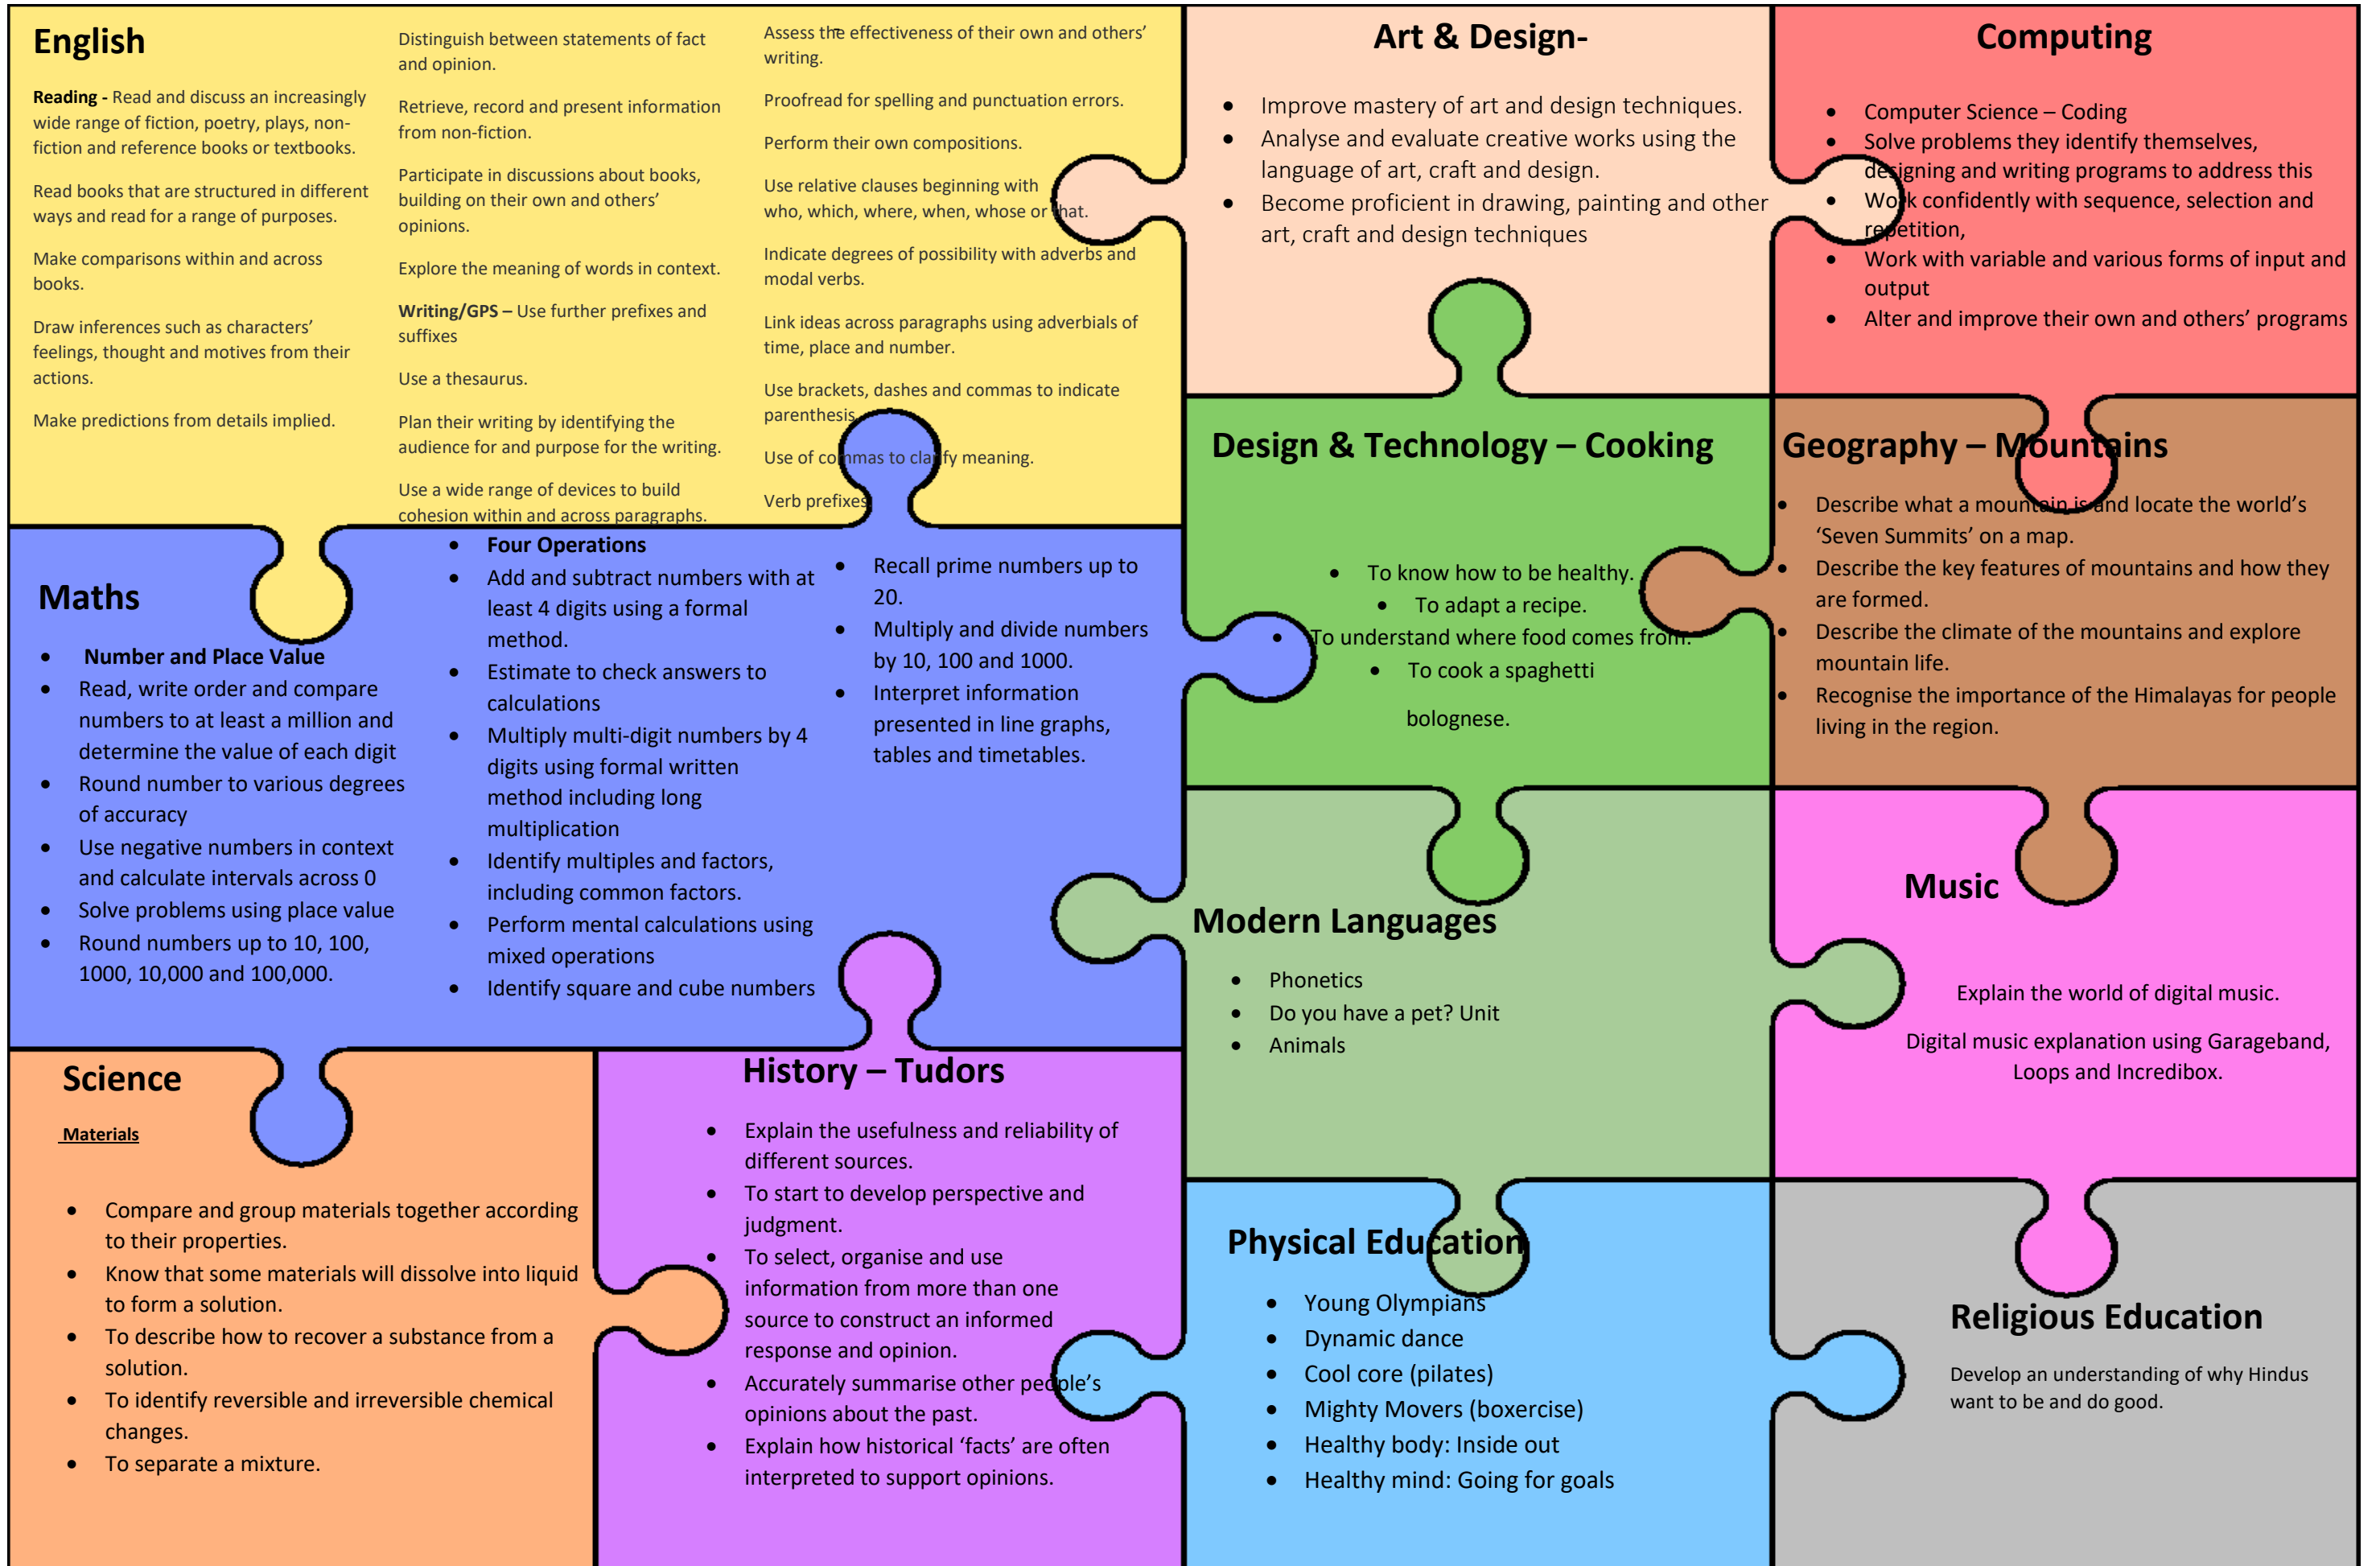 English
Reading - Read and discuss an increasingly
wide range of fiction, poetry, plays, non-
fiction and reference books or textbooks.
Read books that are structured in different
ways and read for a range of purposes.
Make comparisons within and across
books.
Draw inferences such as characters’
feelings, thought and motives from their
actions.
Make predictions from details implied.
Distinguish between statements of fact
and opinion.
Retrieve, record and present information
from non-fiction.
Participate in discussions about books,
building on their own and others’
opinions.
Explore the meaning of words in context.
Writing/GPS – Use further prefixes and
suffixes
Use a thesaurus.
Plan their writing by identifying the
audience for and purpose for the writing.
Use a wide range of devices to build
cohesion within and across paragraphs.
Assess the effectiveness of their own and others’
writing.
Proofread for spelling and punctuation errors.
Perform their own compositions.
Use relative clauses beginning with
who, which, where, when, whose or that.
Indicate degrees of possibility with adverbs and
modal verbs.
Link ideas across paragraphs using adverbials of
time, place and number.
Use brackets, dashes and commas to indicate
parenthesis
Use of commas to clarify meaning.
Verb prefixes
Art & Design-
• Improve mastery of art and design techniques.
• Analyse and evaluate creative works using the
language of art, craft and design.
• Become proficient in drawing, painting and other
art, craft and design techniques
Computing
• Computer Science – Coding
• Solve problems they identify themselves,
designing and writing programs to address this
• Work confidently with sequence, selection and
repetition,
• Work with variable and various forms of input and
output
• Alter and improve their own and others’ programs
Design & Technology – Cooking
• To know how to be healthy.
• To adapt a recipe.
• To understand where food comes from.
• To cook a spaghetti
bolognese.
Geography – Mountains
• Describe what a mountain is and locate the world’s
‘Seven Summits’ on a map.
• Describe the key features of mountains and how they
are formed.
• Describe the climate of the mountains and explore
mountain life.
• Recognise the importance of the Himalayas for people
living in the region.
Maths
• Number and Place Value
• Read, write order and compare
numbers to at least a million and
determine the value of each digit
• Round number to various degrees
of accuracy
• Use negative numbers in context
and calculate intervals across 0
• Solve problems using place value
• Round numbers up to 10, 100,
1000, 10,000 and 100,000.
• Four Operations
• Add and subtract numbers with at
least 4 digits using a formal
method.
• Estimate to check answers to
calculations
• Multiply multi-digit numbers by 4
digits using formal written
method including long
multiplication
• Identify multiples and factors,
including common factors.
• Perform mental calculations using
mixed operations
• Identify square and cube numbers
• Recall prime numbers up to
20.
• Multiply and divide numbers
by 10, 100 and 1000.
• Interpret information
presented in line graphs,
tables and timetables.
Modern Languages
• Phonetics
• Do you have a pet? Unit
• Animals
Music
Explain the world of digital music.
Digital music explanation using Garageband,
Loops and Incredibox.
Science
Materials
• Compare and group materials together according
to their properties.
• Know that some materials will dissolve into liquid
to form a solution.
• To describe how to recover a substance from a
solution.
• To identify reversible and irreversible chemical
changes.
• To separate a mixture.
History – Tudors
• Explain the usefulness and reliability of
different sources.
• To start to develop perspective and
judgment.
• To select, organise and use
information from more than one
source to construct an informed
response and opinion.
• Accurately summarise other people’s
opinions about the past.
• Explain how historical ‘facts’ are often
interpreted to support opinions.
Physical Education
• Young Olympians
• Dynamic dance
• Cool core (pilates)
• Mighty Movers (boxercise)
• Healthy body: Inside out
• Healthy mind: Going for goals
Religious Education
Develop an understanding of why Hindus
want to be and do good.